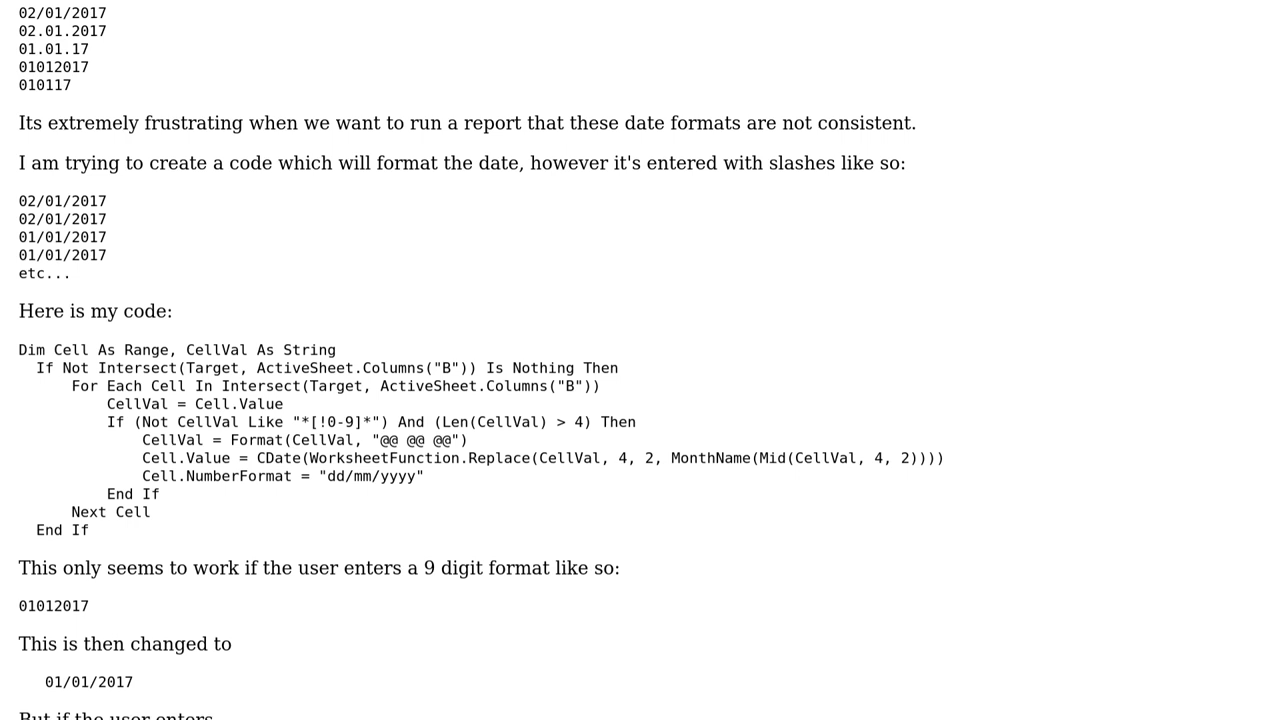 02/01/2017
02.01.2017
01.01.17
01012017
010117
Its extremely frustrating when we want to run a report that these date formats are not consistent.
I am trying to create a code which will format the date, however it's entered with slashes like so:
02/01/2017
02/01/2017
01/01/2017
01/01/2017
etc...
Here is my code:
Dim Cell As Range, CellVal As String
  If Not Intersect(Target, ActiveSheet.Columns("B")) Is Nothing Then
      For Each Cell In Intersect(Target, ActiveSheet.Columns("B"))
          CellVal = Cell.Value
          If (Not CellVal Like "*[!0-9]*") And (Len(CellVal) > 4) Then
              CellVal = Format(CellVal, "@@ @@ @@")
              Cell.Value = CDate(WorksheetFunction.Replace(CellVal, 4, 2, MonthName(Mid(CellVal, 4, 2))))
              Cell.NumberFormat = "dd/mm/yyyy"
          End If
      Next Cell
  End If
This only seems to work if the user enters a 9 digit format like so:
01012017
This is then changed to
   01/01/2017
But if the user enters